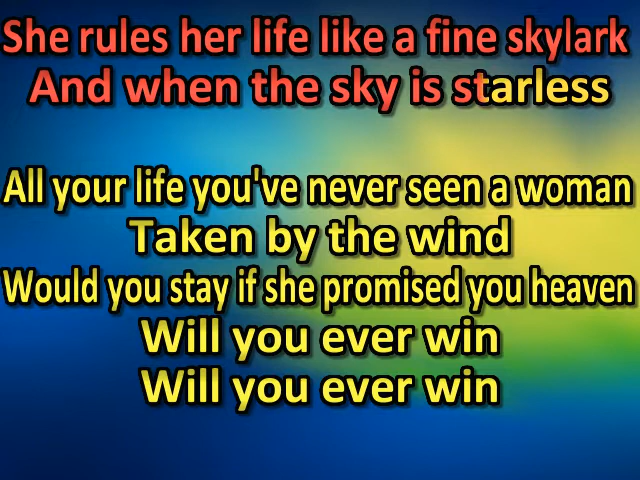 She rules her life like a fine skylark
And when the sky is starless
All your life you've never seen a woman
Taken by the wind
Would you stay if she promised you heaven
Will you ever win
Will you ever win